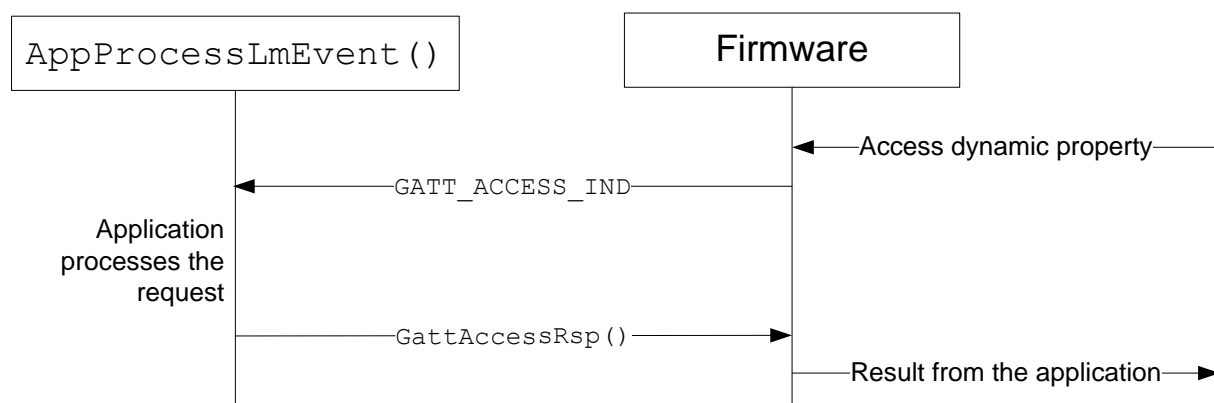 AppProcessLmEvent()
Firmware
Access dynamic property
GATT_ACCESS_IND
Application
processes the
request
GattAccessRsp()
Result from the application